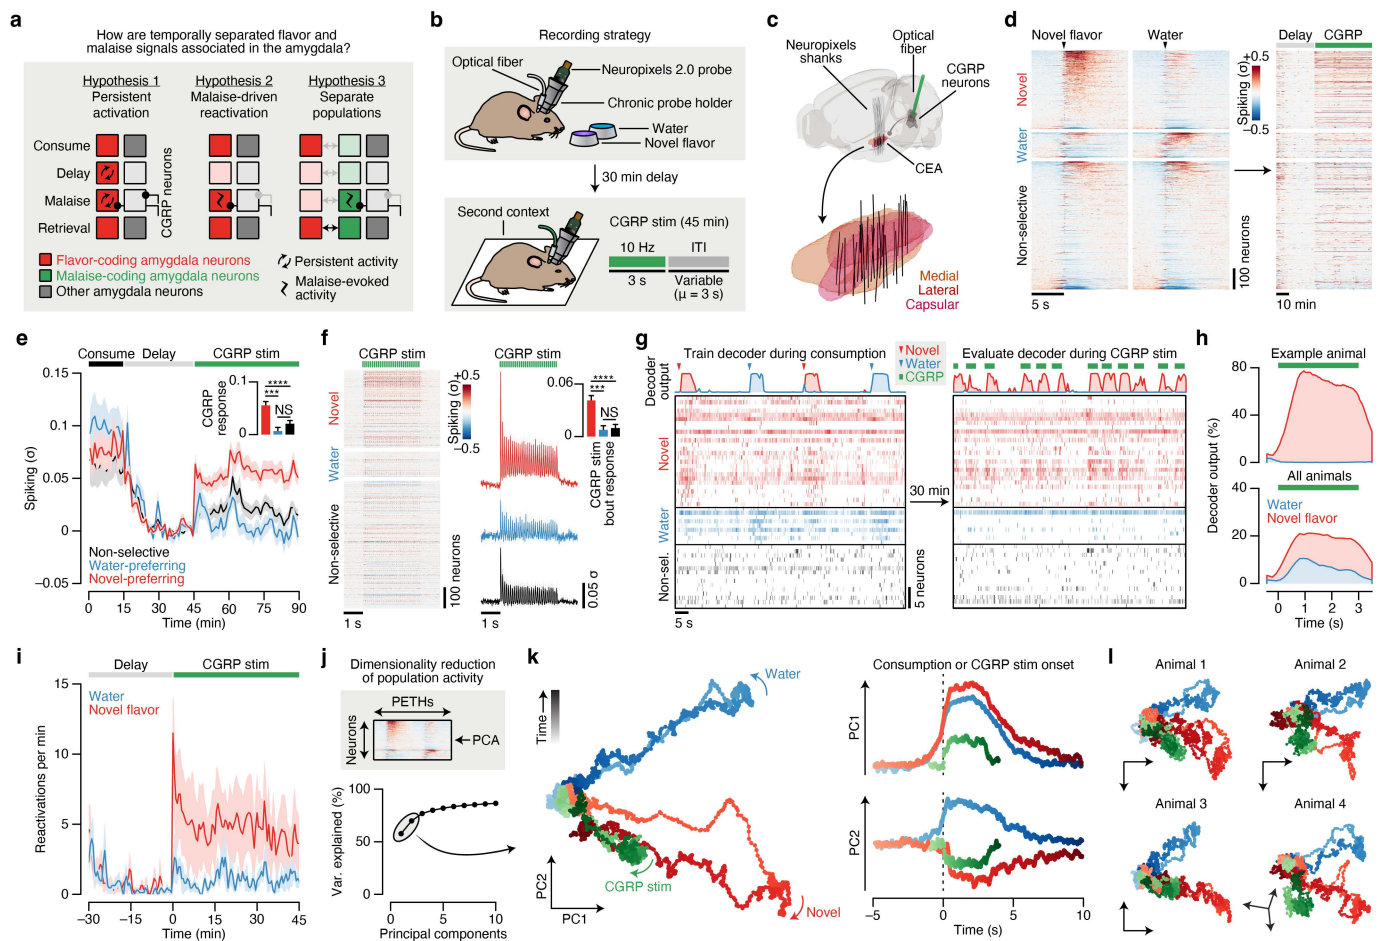 a
How are temporally separated flavor and
malaise signals associated in the amygdala?
Hypothesis 1
Persistent
activation
Hypothesis 2
Malaise-driven
reactivation
Hypothesis 3
Separate
populations
Consume
Delay
Malaise
Retrieval
CGRP neurons
Flavor-coding amygdala neurons
Malaise-coding amygdala neurons
Other amygdala neurons
Persistent activity
Malaise-evoked
activity
b
Recording strategy
Optical fiber
Neuropixels 2.0 probe
Chronic probe holder
Water
Novel flavor
30 min delay
Second context
CGRP stim (45 min)
10 Hz
ITI
3 s
Variable
(μ = 3 s)
c
Neuropixels
shanks
Optical
fiber
CGRP
neurons
CEA
Medial
Lateral
Capsular
d
Novel flavor
Water
Delay
CGRP
Novel
Water
Non-selective
+0.5
Spiking (σ)
−0.5
100 neurons
5 s
10 min
e
Consume
Delay
CGRP stim
0.15
0.1
0.05
0
−0.05
Spiking (σ)
0.1
0
CGRP
response
****
***
NS
Non-selective
Water-preferring
Novel-preferring
0
15
30
45
60
75
90
Time (min)
f
CGRP stim
CGRP stim
Novel
Water
Non-selective
+0.5
Spiking (σ)
−0.5
100 neurons
1 s
0.06
0
CGRP stim
bout response
****
***
NS
0.05 σ
1 s
g
Train decoder during consumption
Novel
Water
CGRP
Evaluate decoder during CGRP stim
Decoder
output
Novel
Water
Non-sel.
30 min
5 neurons
5 s
h
Example animal
80
40
0
All animals
40
20
0
Water
Novel flavor
Decoder output (%)
0
1
2
3
Time (s)
i
Delay
CGRP stim
Water
Novel flavor
15
10
5
0
Reactivations per min
−30
−15
0
15
30
45
Time (min)
j
Dimensionality reduction
of population activity
PETHs
Neurons
PCA
100
50
0
Var. explained (%)
0
5
10
Principal components
k
Time
Water
CGRP stim
Novel
PC2
PC1
Consumption or CGRP stim onset
PC1
PC2
−5
0
5
10
Time (s)
l
Animal 1
Animal 2
Animal 3
Animal 4